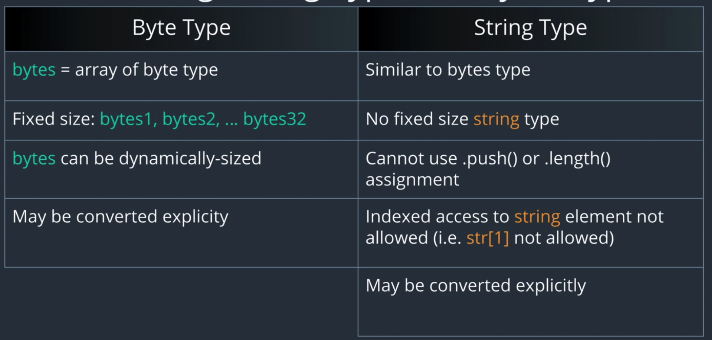 Byte Type
String Type
bytes = array of byte type
Similar to bytes type
Fixed size: bytes1, bytes2, ... bytes32
No fixed size string type
bytes can be dynamically-sized
Cannot use .push() or .length()
assignment
May be converted explicity
Indexed access to string element not
allowed (i.e. str[1] not allowed)
May be converted explicitly